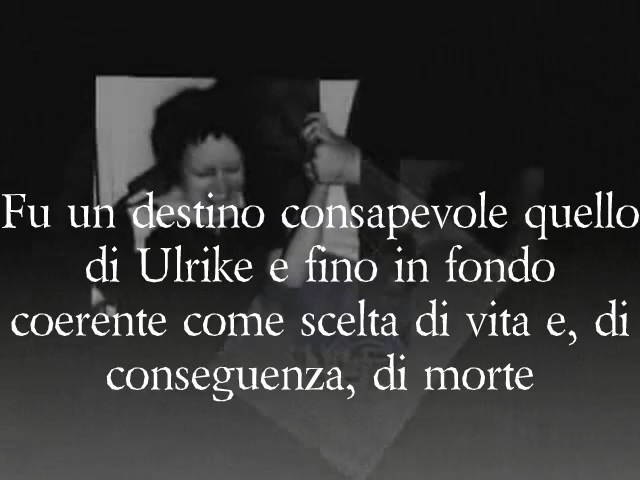 Fu un destino consapevole quello
di Ulrike e fino in fondo
coerente come scelta di vita e, di
conseguenza, di morte